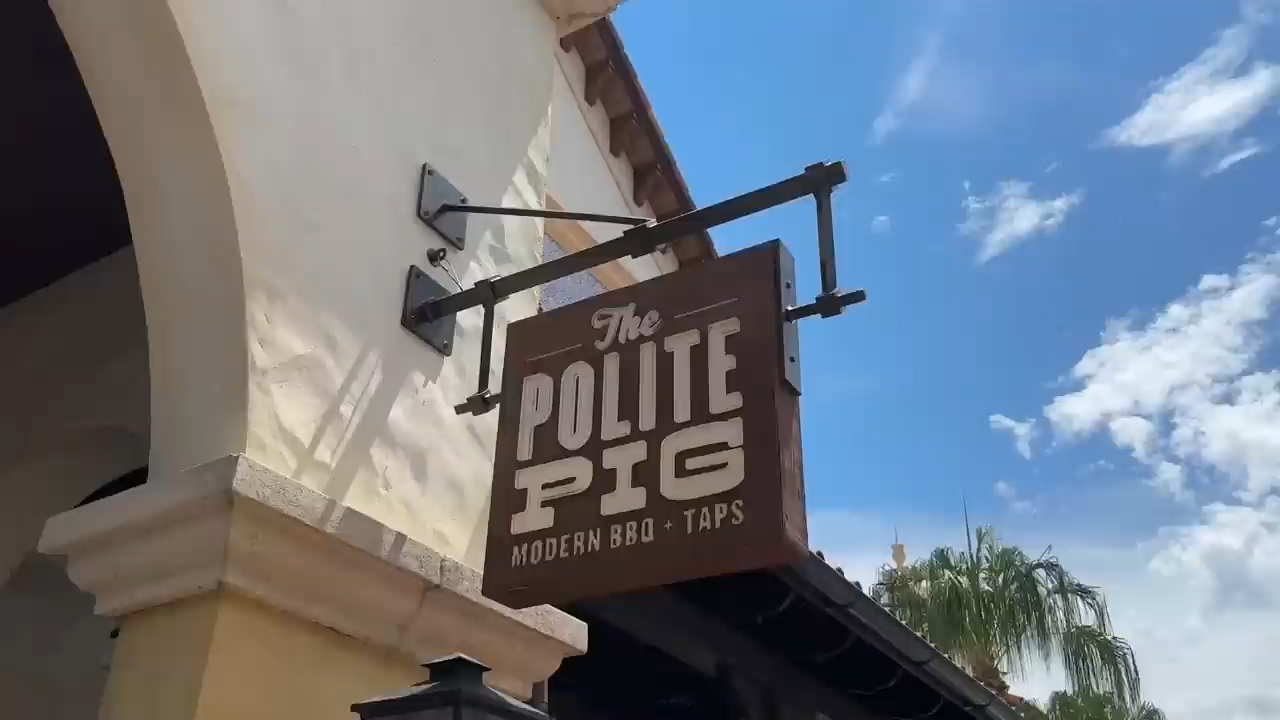 The
POLITE
PIG
MODERN BBQ + TAPS